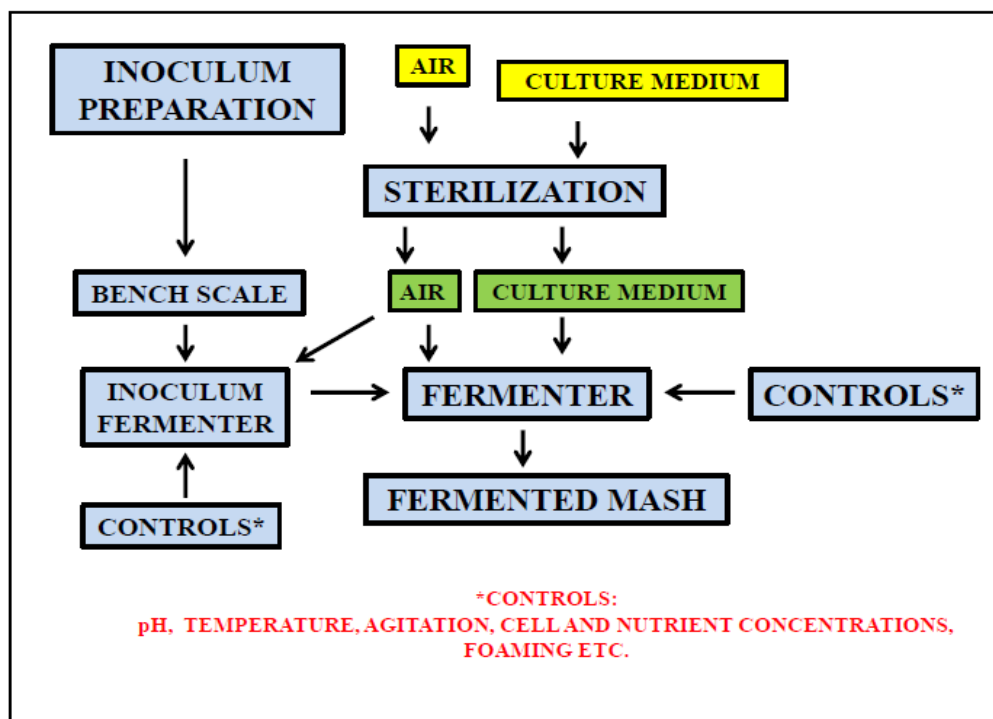 INOCULUM
PREPARATION
AIR
CULTURE MEDIUM
STERILIZATION
BENCH SCALE
AIR
CULTURE MEDIUM
INOCULUM
FERMENTER
FERMENTER
CONTROLS*
FERMENTED MASH
CONTROLS*
*CONTROLS:
pH, TEMPERATURE, AGITATION, CELL AND NUTRIENT CONCENTRATIONS,
FOAMING ETC.